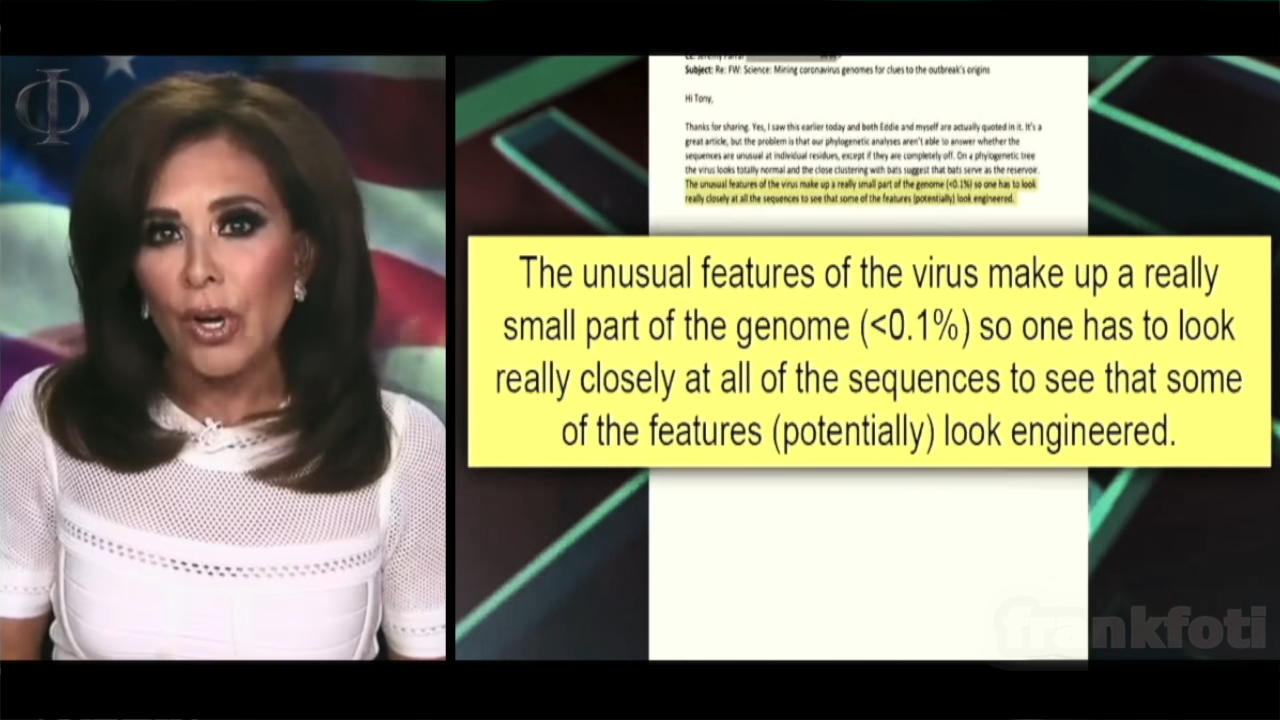 Subject: Re: FW: Science: Mining coronavirus genomes for clues to the outbreak's origins
Hi Tony,
Thanks for sharing. Yes, I saw this earlier today and both Eddie and myself are actually quoted in it. It's a
great article, but the problem is that our phylogenetic analyses aren't able to answer whether the
sequences are unusual at individual residues, except if they are completely off. On a phylogenetic tree
the virus looks totally normal and the close clustering with bats suggest that bats serve as the reservoir.
The unusual features of the virus make up a really small part of the genome (<0.1%) so one has to look
really closely at all the sequences to see that some of the features (potentially) look engineered.
The unusual features of the virus make up a really
small part of the genome (<0.1%) so one has to look
really closely at all of the sequences to see that some
of the features (potentially) look engineered.
frankfoti